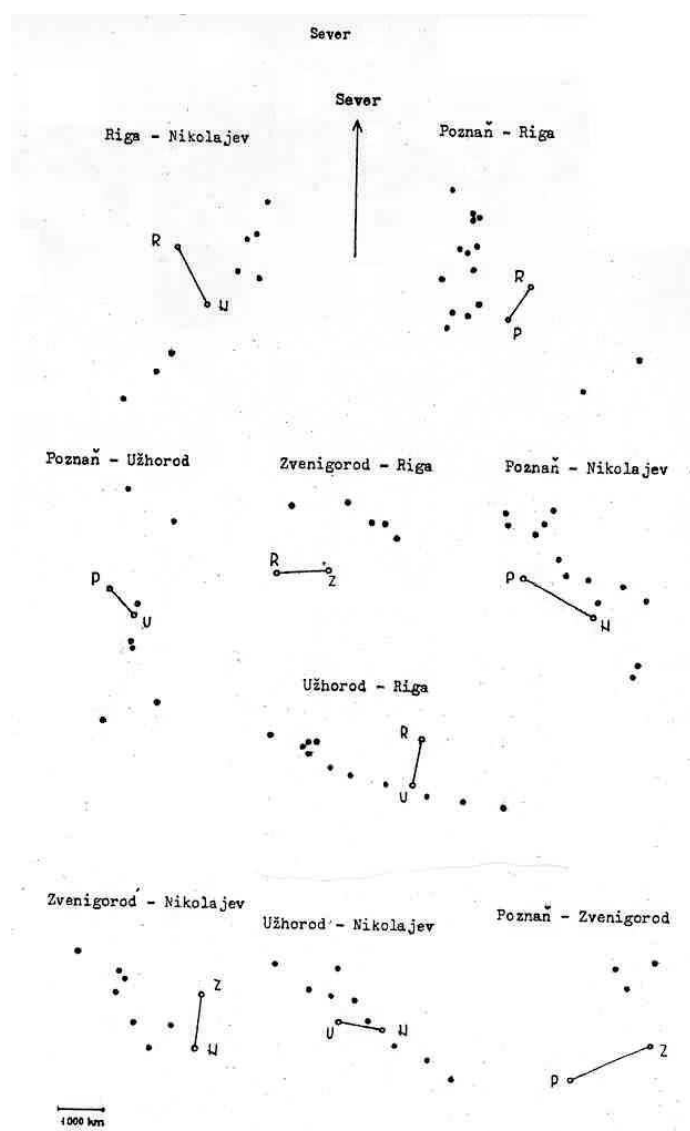 Sever
Sever
Riga - Nikolajev
Poznaň - Riga
R
N
R
P
Poznaň - Užhorod
Zvenigorod - Riga
Poznaň - Nikolajev
P
U
R
Z
P
N
Užhorod - Riga
R
U
Zvenigorod - Nikolajev
Užhorod - Nikolajev
Poznaň - Zvenigorod
Z
N
U
N
P
Z
1000 km